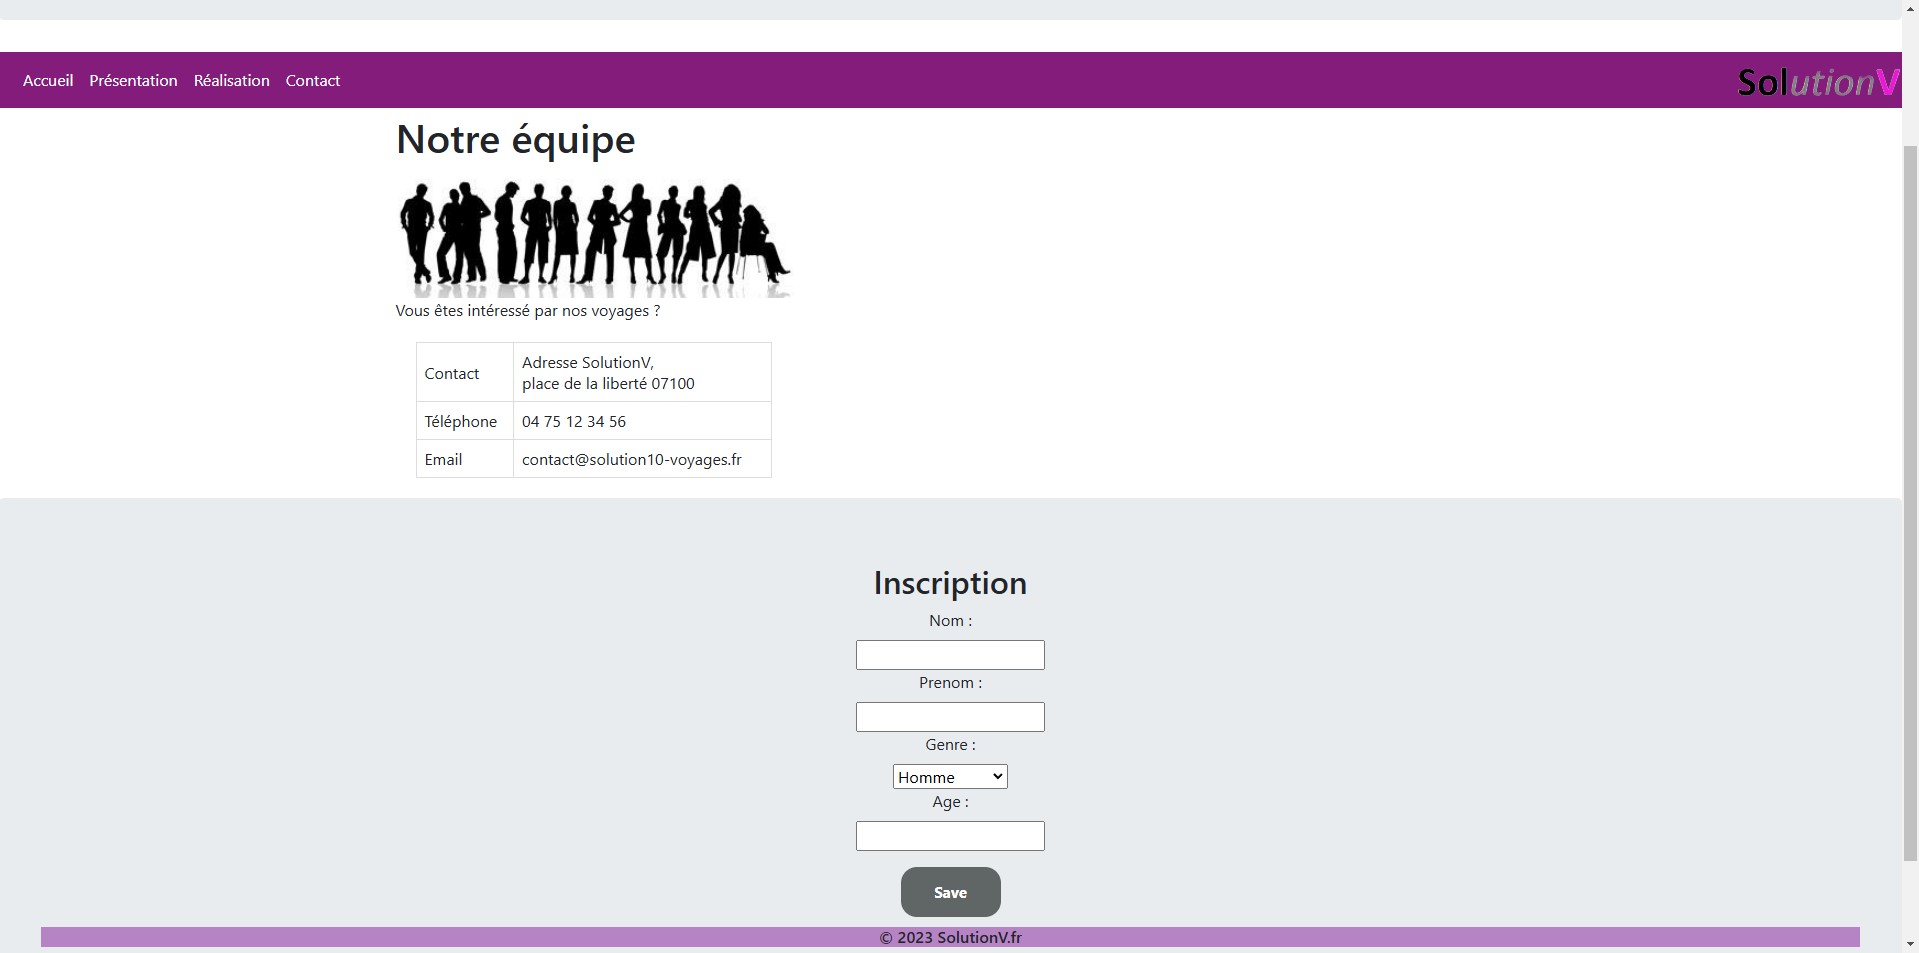 Accueil Présentation Réalisation Contact SolutionV
Notre équipe
Vous êtes intéressé par nos voyages ?
Contact
Adresse SolutionV,
place de la liberté 07100
Téléphone 04 75 12 34 56
Email contact@solution10-voyages.fr
Inscription
Nom :
Prenom :
Genre :
Homme
Age :
Save
© 2023 SolutionV.fr